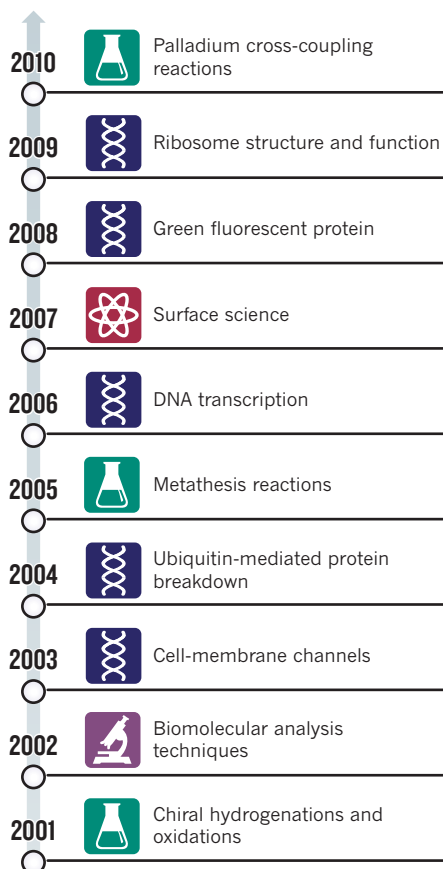 2010
Palladium cross-coupling
reactions
2009
Ribosome structure and function
2008
Green fluorescent protein
2007
Surface science
2006
DNA transcription
2005
Metathesis reactions
2004
Ubiquitin-mediated protein
breakdown
2003
Cell-membrane channels
2002
Biomolecular analysis
techniques
2001
Chiral hydrogenations and
oxidations